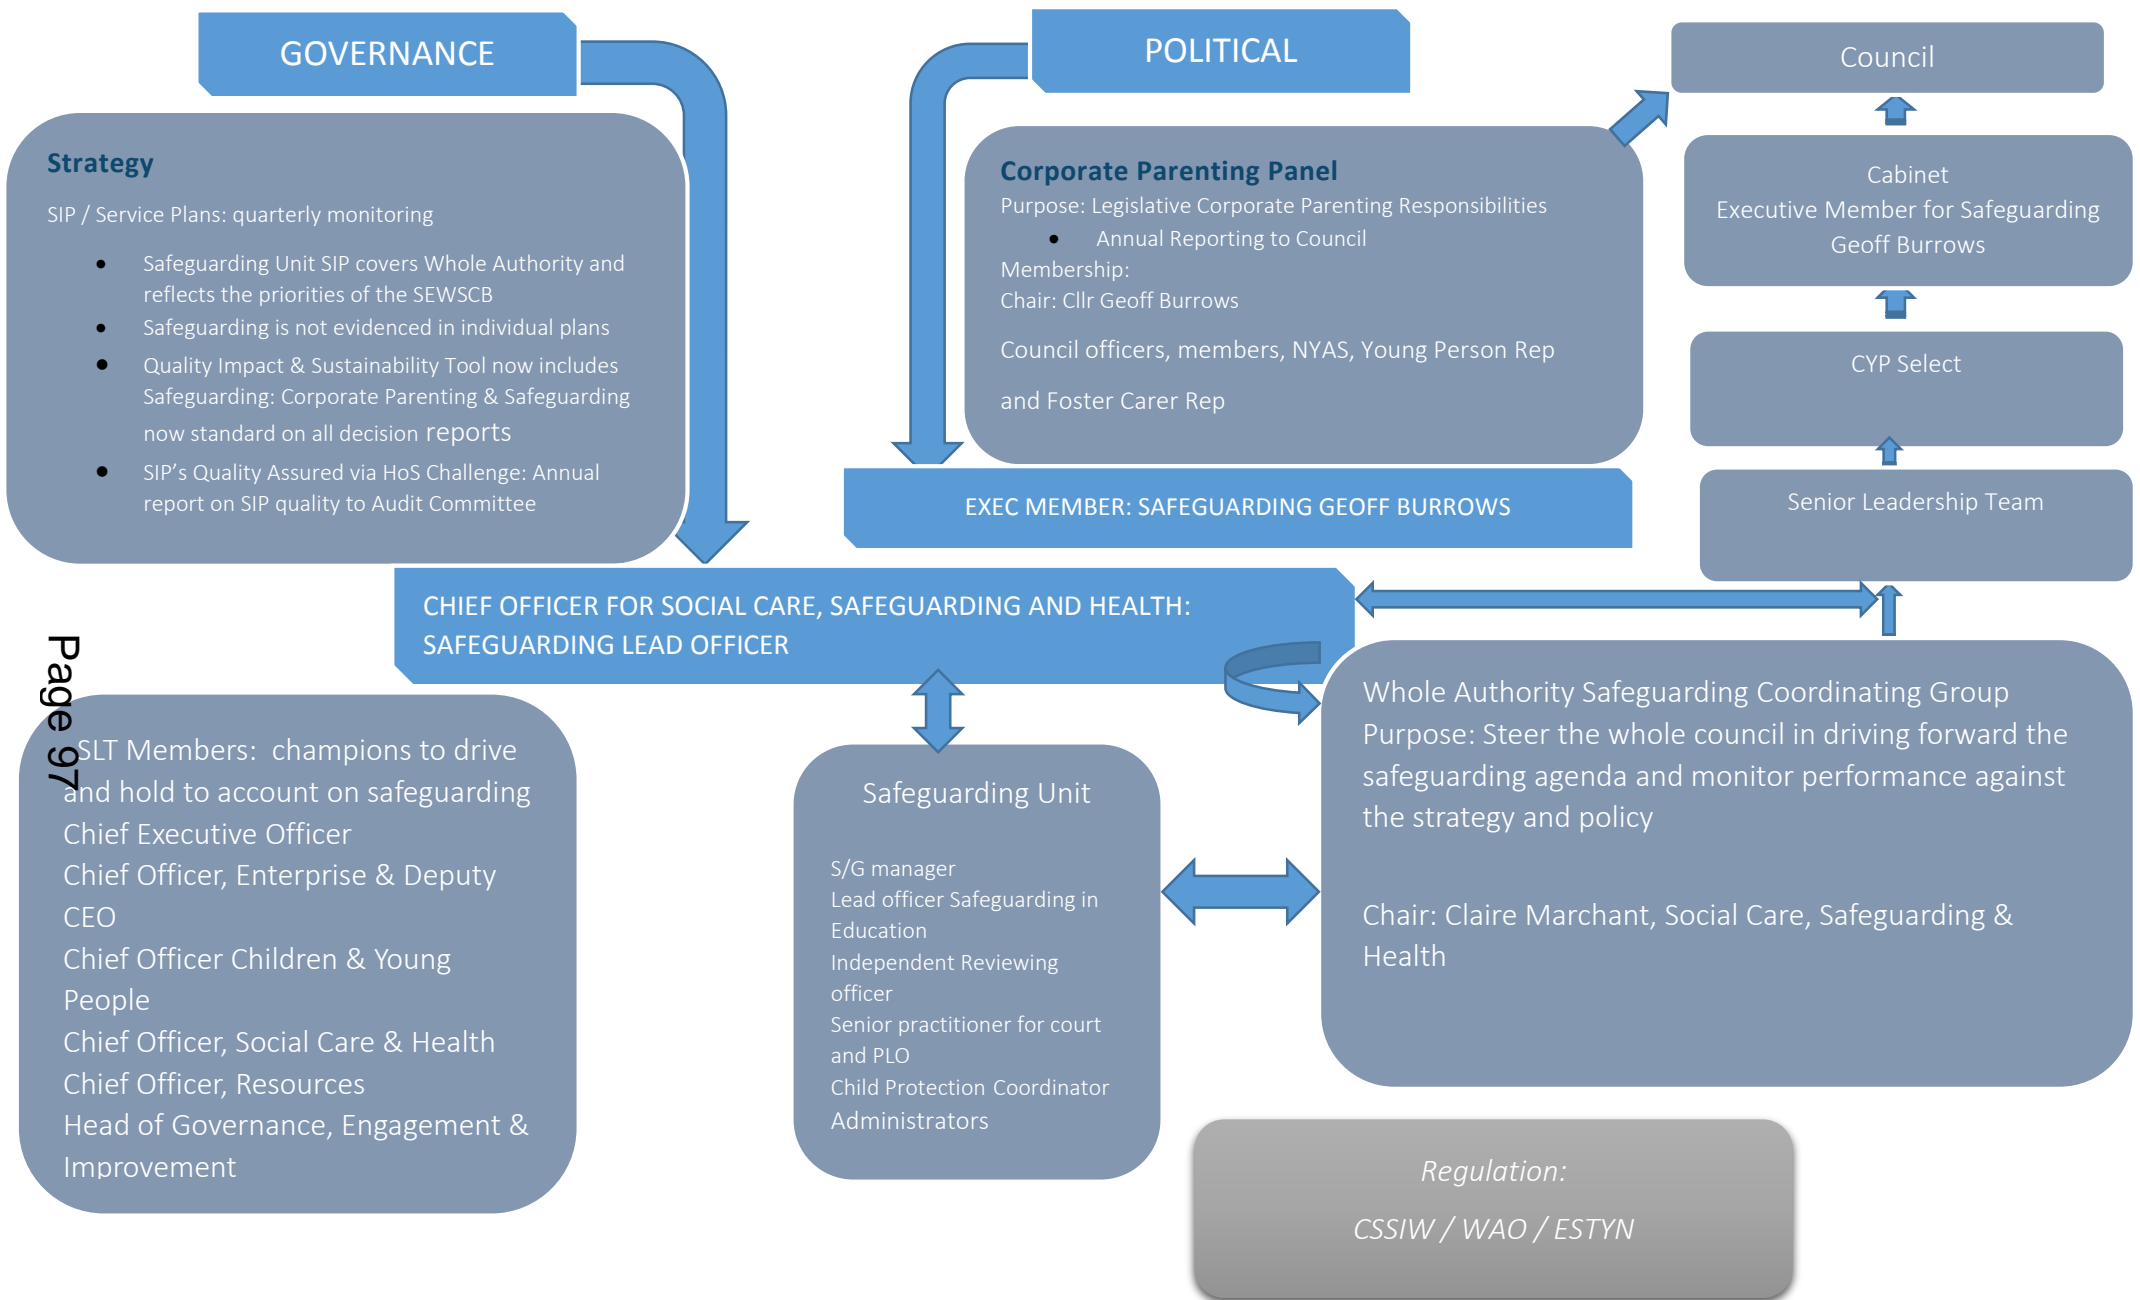 GOVERNANCE
POLITICAL
Council
Strategy
SIP / Service Plans: quarterly monitoring
• Safeguarding Unit SIP covers Whole Authority and
reflects the priorities of the SEWSCB
• Safeguarding is not evidenced in individual plans
• Quality Impact & Sustainability Tool now includes
Safeguarding: Corporate Parenting & Safeguarding
now standard on all decision reports
• SIP’s Quality Assured via HoS Challenge: Annual
report on SIP quality to Audit Committee
Corporate Parenting Panel
Purpose: Legislative Corporate Parenting Responsibilities
• Annual Reporting to Council
Membership:
Chair: Cllr Geoff Burrows
Council officers, members, NYAS, Young Person Rep
and Foster Carer Rep
Cabinet
Executive Member for Safeguarding
Geoff Burrows
CYP Select
Senior Leadership Team
EXEC MEMBER: SAFEGUARDING GEOFF BURROWS
CHIEF OFFICER FOR SOCIAL CARE, SAFEGUARDING AND HEALTH:
SAFEGUARDING LEAD OFFICER
Page 97
SLT Members: champions to drive
and hold to account on safeguarding
Chief Executive Officer
Chief Officer, Enterprise & Deputy
CEO
Chief Officer Children & Young
People
Chief Officer, Social Care & Health
Chief Officer, Resources
Head of Governance, Engagement &
Improvement
Safeguarding Unit
S/G manager
Lead officer Safeguarding in
Education
Independent Reviewing
officer
Senior practitioner for court
and PLO
Child Protection Coordinator
Administrators
Whole Authority Safeguarding Coordinating Group
Purpose: Steer the whole council in driving forward the
safeguarding agenda and monitor performance against
the strategy and policy
Chair: Claire Marchant, Social Care, Safeguarding &
Health
Regulation:
CSSIW / WAO / ESTYN